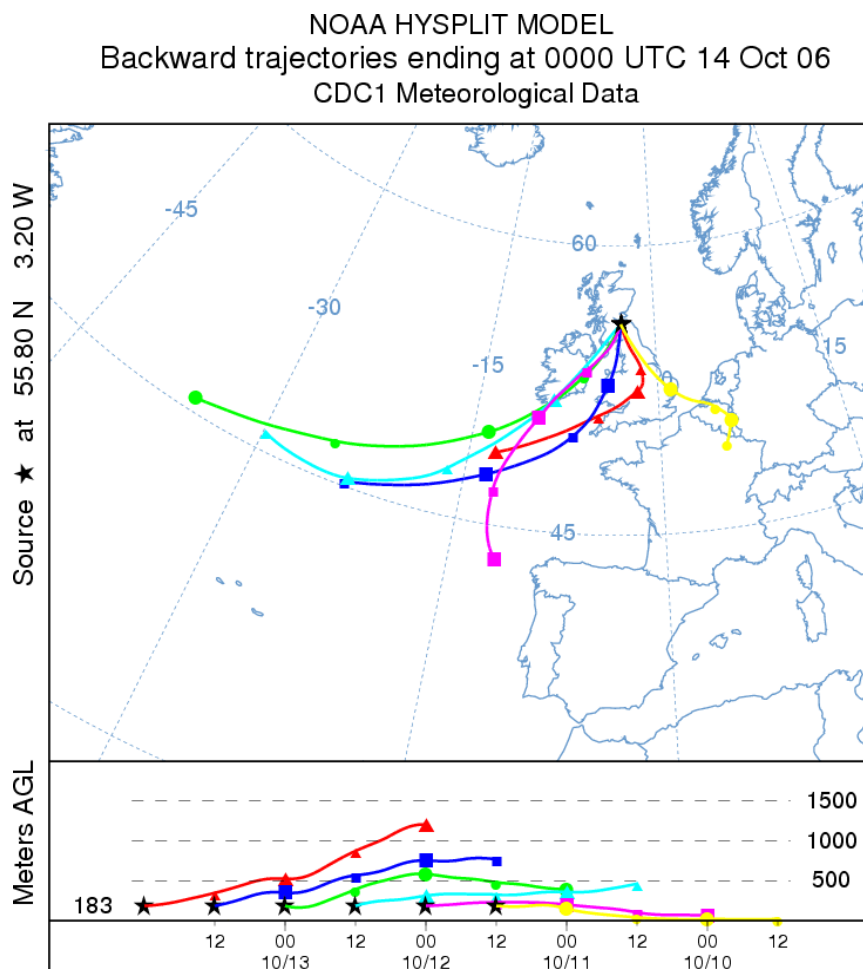 NOAA HYSPLIT MODEL
Backward trajectories ending at 0000 UTC 14 Oct 06
CDC1 Meteorological Data
Source ★ at 55.80 N 3.20 W
-45
60
-30
15
-15
0
45
Meters AGL
1500
1000
500
183
12 00 12 00 12 00 12 00 12
10/13 10/12 10/11 10/10